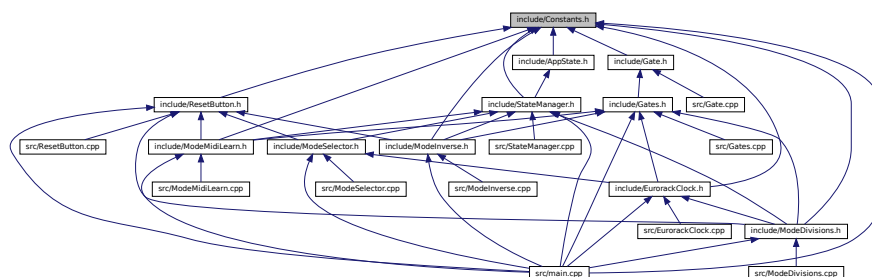 include/Constants.h
include/AppState.h
include/Gate.h
include/ResetButton.h
include/StateManager.h
include/Gates.h
src/Gate.cpp
src/ResetButton.cpp
include/ModeMidiLearn.h
include/ModeSelector.h
include/ModeInverse.h
src/StateManager.cpp
src/Gates.cpp
src/ModeMidiLearn.cpp
src/ModeSelector.cpp
src/ModeInverse.cpp
include/EurorackClock.h
src/EurorackClock.cpp
include/ModeDivisions.h
src/main.cpp
src/ModeDivisions.cpp